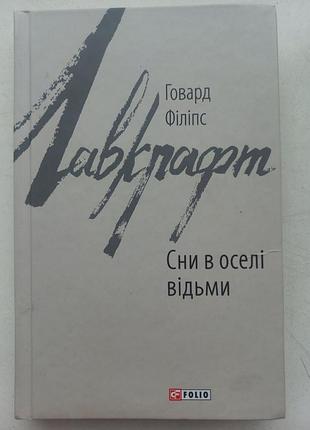 Говард
Філіпс
Лавкрафт
Сни в оселі
відьми
FOLIO